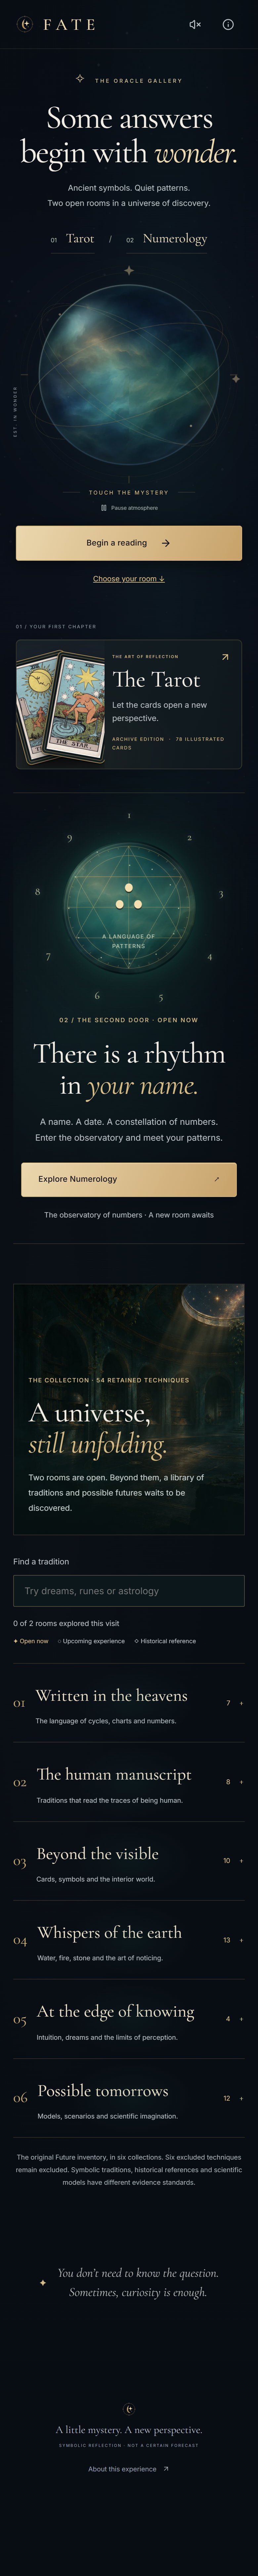 FATE
THE ORACLE GALLERY
Some answers
begin with wonder.
Ancient symbols. Quiet patterns.
Two open rooms in a universe of discovery.
01 Tarot / 02 Numerology
EST. IN WONDER
TOUCH THE MYSTERY
Pause atmosphere
Begin a reading →
Choose your room ↓
01 / YOUR FIRST CHAPTER
THE ART OF REFLECTION
The Tarot
Let the cards open a new
perspective.
ARCHIVE EDITION · 78 ILLUSTRATED
CARDS
THE STAR
1
2
3
4
5
6
7
8
9
A LANGUAGE OF
PATTERNS
02 / THE SECOND DOOR · OPEN NOW
There is a rhythm
in your name.
A name. A date. A constellation of numbers.
Enter the observatory and meet your patterns.
Explore Numerology ↗
The observatory of numbers · A new room awaits
THE COLLECTION · 54 RETAINED TECHNIQUES
A universe,
still unfolding.
Two rooms are open. Beyond them, a library of
traditions and possible futures waits to be
discovered.
Find a tradition
Try dreams, runes or astrology
0 of 2 rooms explored this visit
✦ Open now ○ Upcoming experience ◇ Historical reference
01 Written in the heavens 7 +
The language of cycles, charts and numbers.
02 The human manuscript 8 +
Traditions that read the traces of being human.
03 Beyond the visible 10 +
Cards, symbols and the interior world.
04 Whispers of the earth 13 +
Water, fire, stone and the art of noticing.
05 At the edge of knowing 4 +
Intuition, dreams and the limits of perception.
06 Possible tomorrows 12 +
Models, scenarios and scientific imagination.
The original Future inventory, in six collections. Six excluded techniques
remain excluded. Symbolic traditions, historical references and scientific
models have different evidence standards.
You don't need to know the question.
Sometimes, curiosity is enough.
A little mystery. A new perspective.
SYMBOLIC REFLECTION · NOT A CERTAIN FORECAST
About this experience ↗